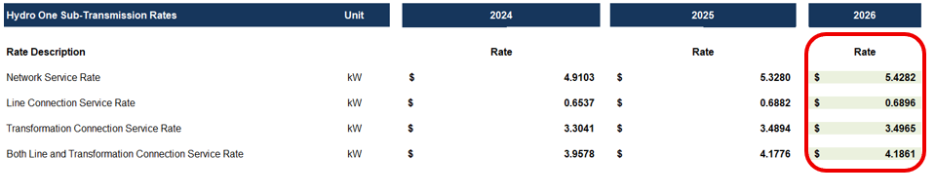 Hydro One Sub-Transmission Rates Unit 2024 2025 2026
Rate Description Rate Rate Rate
Network Service Rate kW $ 4.9103 $ 5.3280 $ 5.4282
Line Connection Service Rate kW $ 0.6537 $ 0.6882 $ 0.6896
Transformation Connection Service Rate kW $ 3.3041 $ 3.4894 $ 3.4965
Both Line and Transformation Connection Service Rate kW $ 3.9578 $ 4.1776 $ 4.1861